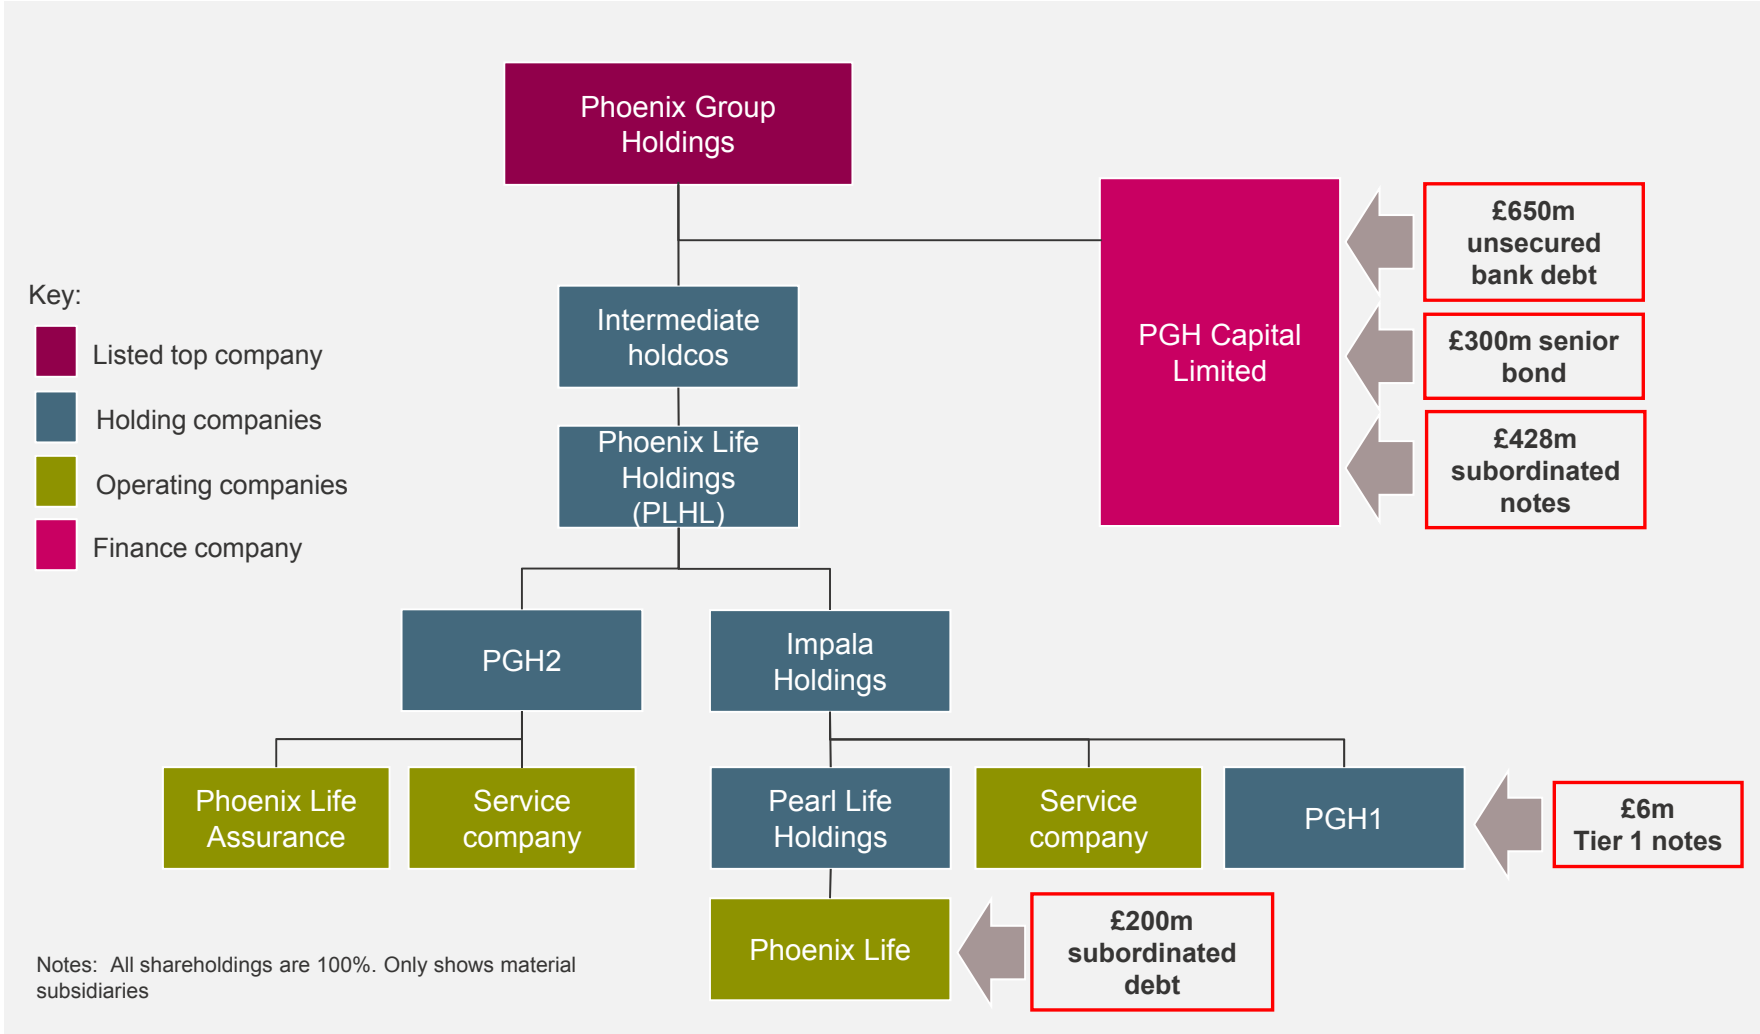 Phoenix Group
Holdings
PGH Capital
Limited
£650m
unsecured
bank debt
£300m senior
bond
£428m
subordinated
notes
Key:
Listed top company
Holding companies
Operating companies
Finance company
Intermediate
holdcos
Phoenix Life
Holdings
(PLHL)
PGH2
Impala
Holdings
Phoenix Life
Assurance
Service
company
Pearl Life
Holdings
Service
company
PGH1
£6m
Tier 1 notes
Phoenix Life
£200m
subordinated
debt
Notes: All shareholdings are 100%. Only shows material
subsidiaries